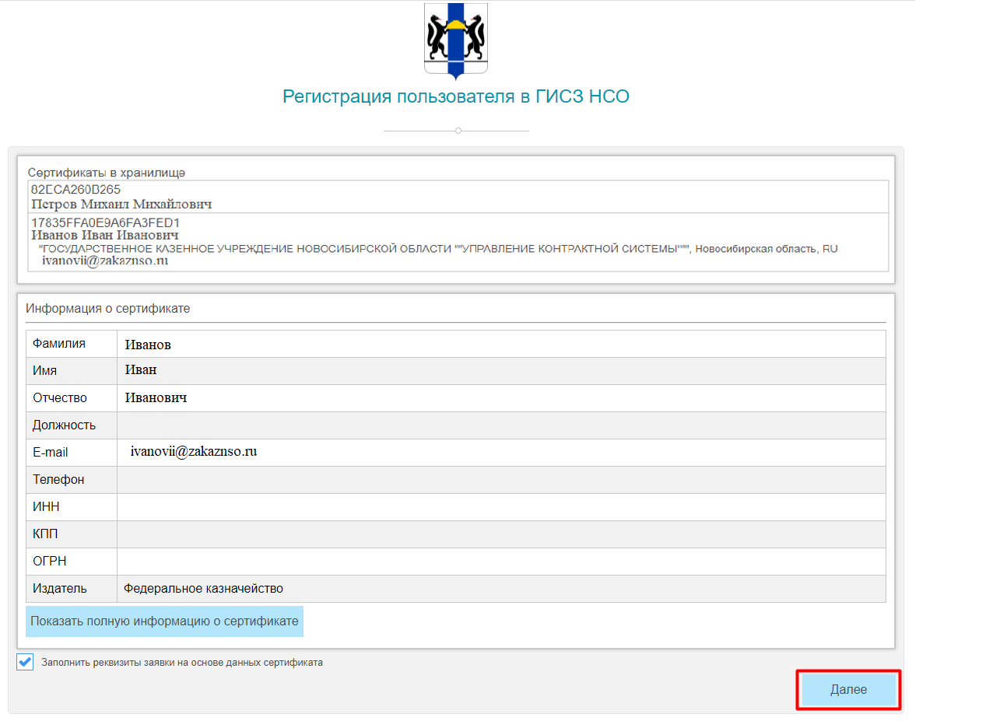 Регистрация пользователя в ГИСЗ НСО
Сертификаты в хранилище
82ECA260B265
Петров Михаил Михайлович
17835FFA0E9A6FA3FED1
Иванов Иван Иванович
"ГОСУДАРСТВЕННОЕ КАЗЕННОЕ УЧРЕЖДЕНИЕ НОВОСИБИРСКОЙ ОБЛАСТИ ""УПРАВЛЕНИЕ КОНТРАКТНОЙ СИСТЕМЫ""", Новосибирская область, RU
ivanovii@zakaznso.ru
Информация о сертификате
Фамилия Иванов
Имя Иван
Отчество Иванович
Должность
E-mail ivanovii@zakaznso.ru
Телефон
ИНН
КПП
ОГРН
Издатель Федеральное казначейство
Показать полную информацию о сертификате
Заполнить реквизиты заявки на основе данных сертификата
Далее